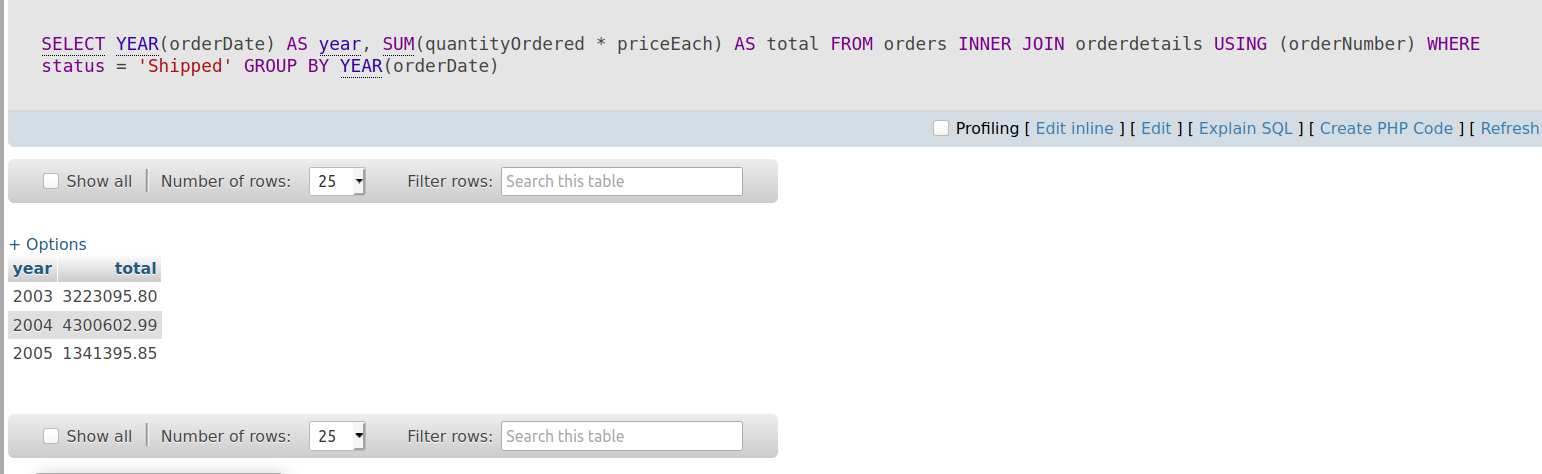 SELECT YEAR(orderDate) AS year, SUM(quantityOrdered * priceEach) AS total FROM orders INNER JOIN orderdetails USING (orderNumber) WHERE
status = 'Shipped' GROUP BY YEAR(orderDate)
Profiling [ Edit inline ] [ Edit ] [ Explain SQL ] [ Create PHP Code ] [ Refresh
Show all Number of rows: 25 Filter rows: Search this table
+ Options
year total
2003 3223095.80
2004 4300602.99
2005 1341395.85
Show all Number of rows: 25 Filter rows: Search this table